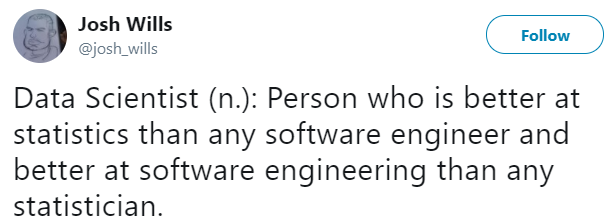 Josh Wills
@josh_wills
Follow
Data Scientist (n.): Person who is better at
statistics than any software engineer and
better at software engineering than any
statistician.